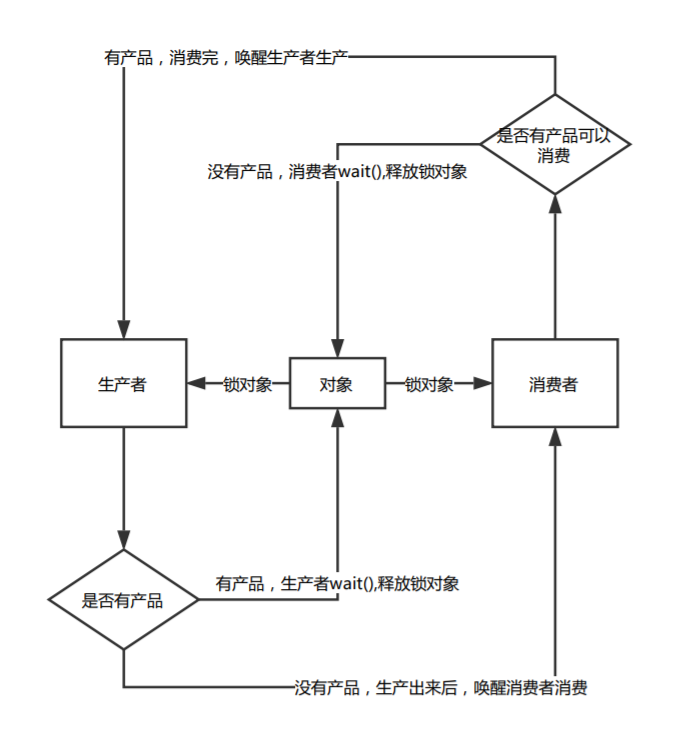 有产品，消费完，唤醒生产者生产
是否有产品可以
消费
没有产品，消费者wait(),释放锁对象
生产者
锁对象
对象
锁对象
消费者
有产品，生产者wait(),释放锁对象
是否有产品
没有产品，生产出来后，唤醒消费者消费